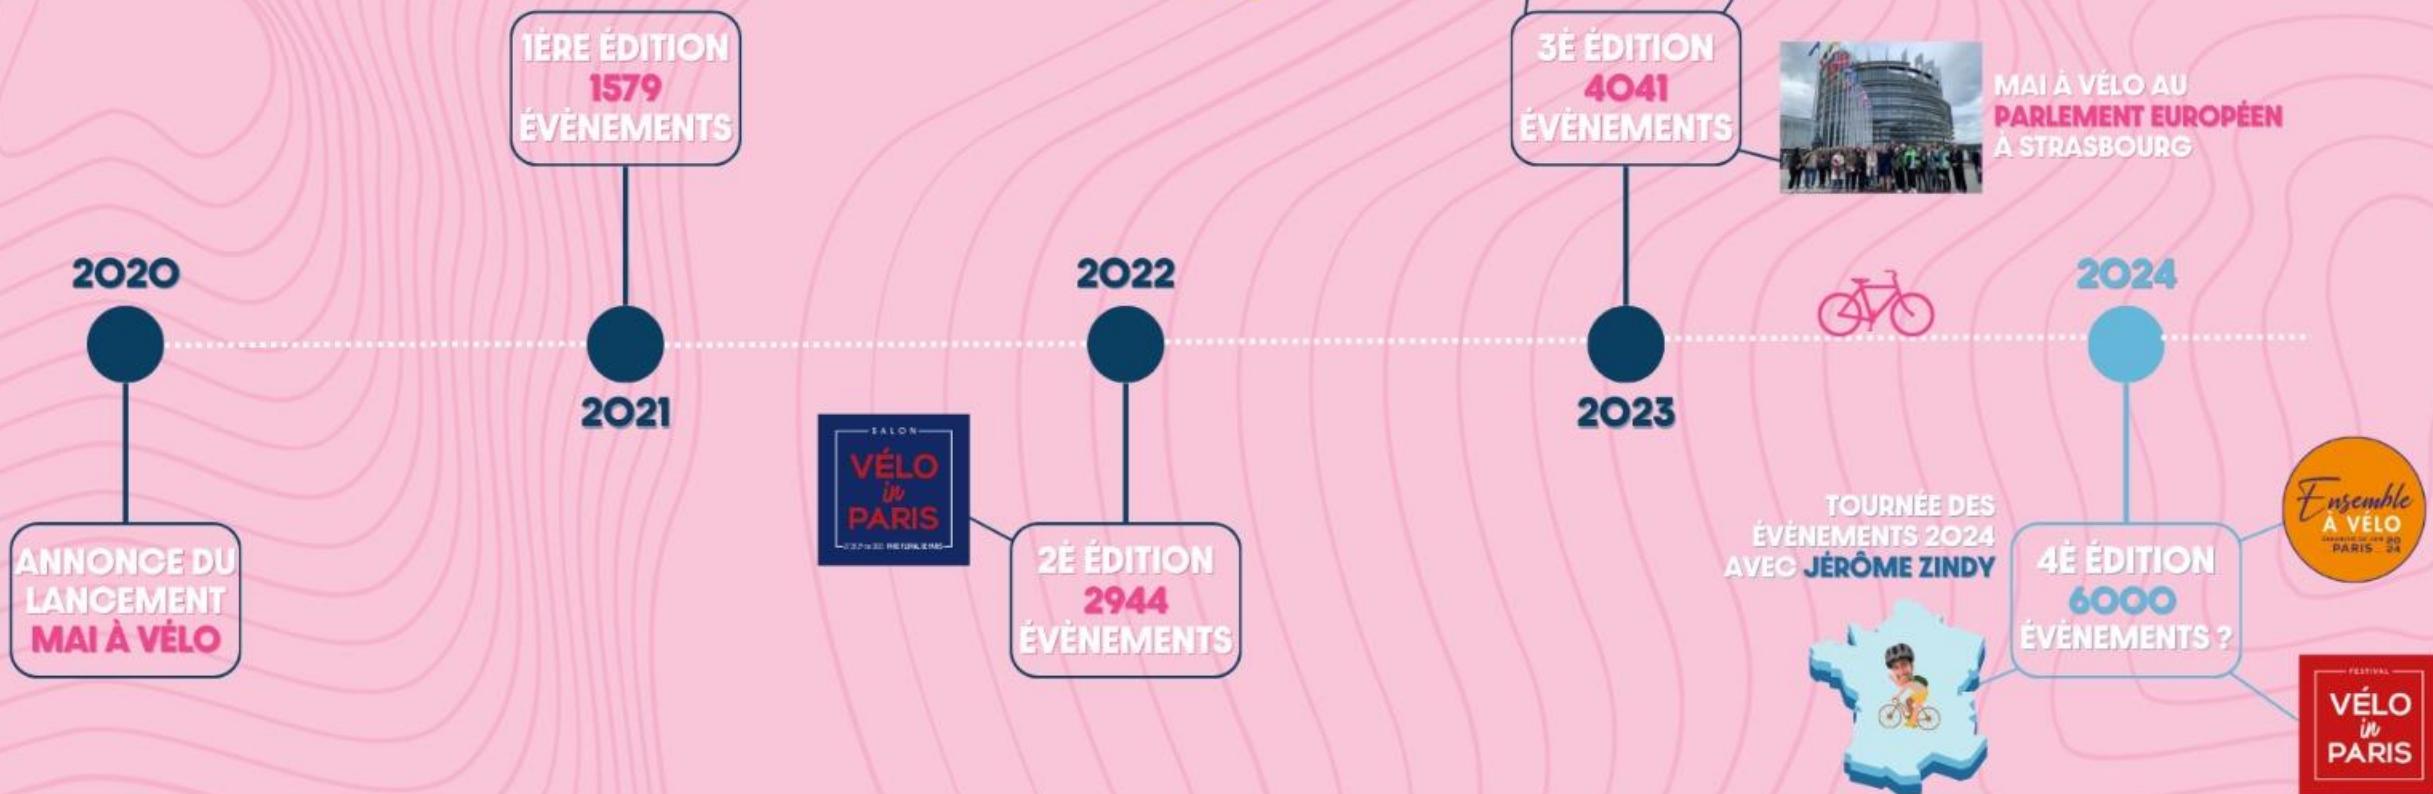 1ÈRE ÉDITION
1579
ÉVÈNEMENTS
3È ÉDITION
4041
ÉVÈNEMENTS
MAI À VÉLO AU
PARLEMENT EUROPÉEN
À STRASBOURG
2020
2022
2024
2021
2023
ANNONCE DU
LANCEMENT
MAI À VÉLO
SALON
VÉLO
in
PARIS
2È ÉDITION
2944
ÉVÈNEMENTS
TOURNÉE DES
ÉVÈNEMENTS 2024
AVEC JÉRÔME ZINDY
4È ÉDITION
6000
ÉVÈNEMENTS ?
Ensemble
À VÉLO
PARIS 2024
FESTIVAL
VÉLO
in
PARIS